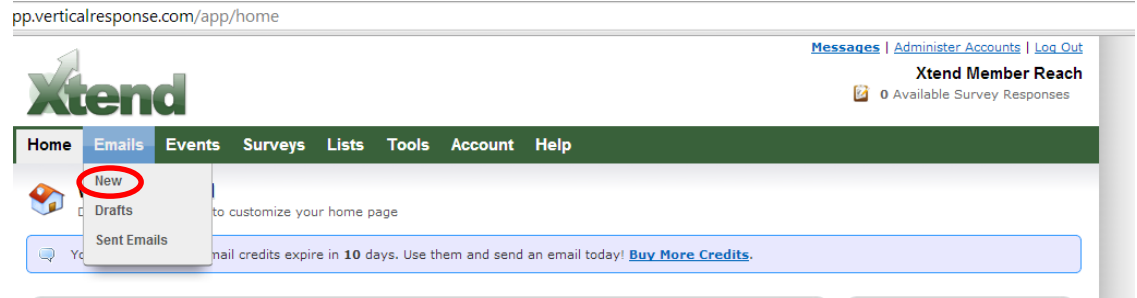 pp.verticalresponse.com/app/home
Messages | Administer Accounts | Log Out
Xtend
Xtend Member Reach
0 Available Survey Responses
Home Emails Events Surveys Lists Tools Account Help
New
Drafts
to customize your home page
Sent Emails
mail credits expire in 10 days. Use them and send an email today! Buy More Credits.